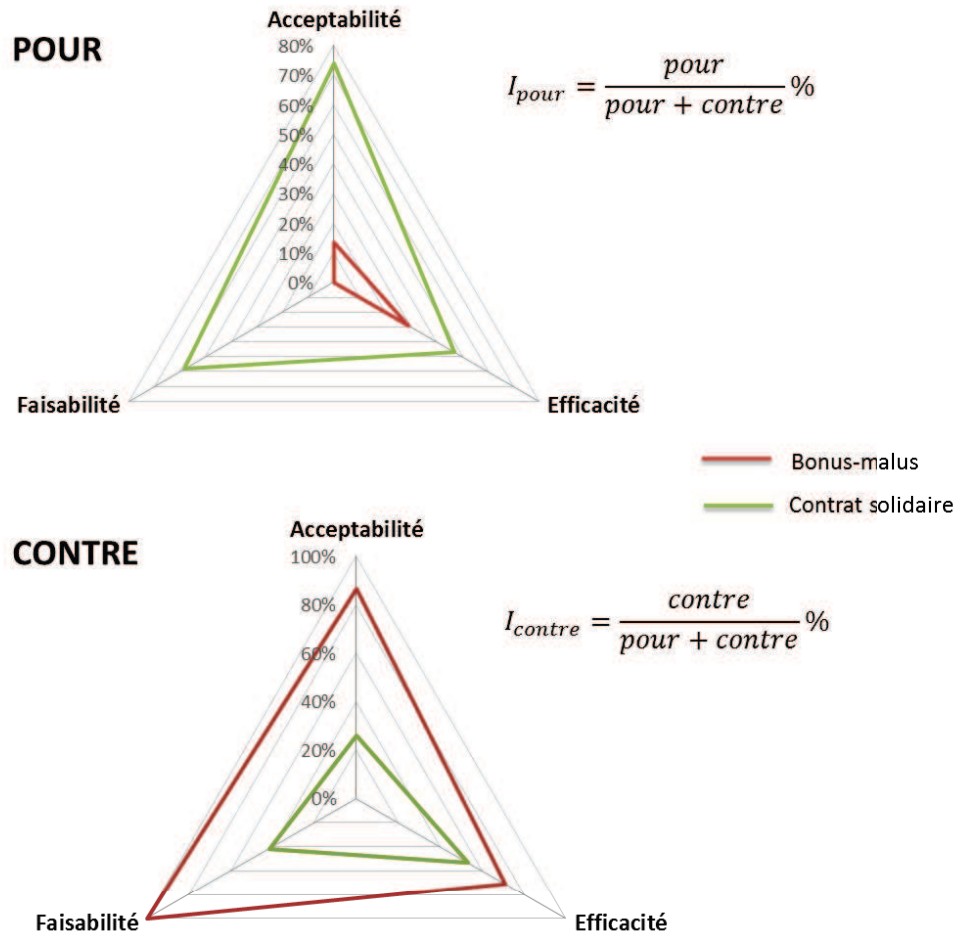 Acceptabilité
POUR
80%
70%
60%
50%
40%
30%
20%
10%
0%
I_pour = pour / (pour + contre) %
Faisabilité
Efficacité
Bonus-malus
Contrat solidaire
Acceptabilité
CONTRE
100%
80%
60%
40%
20%
0%
I_contre = contre / (pour + contre) %
Faisabilité
Efficacité